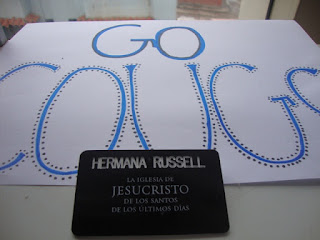 GO
COUGS
HERMANA RUSSELL
LA IGLESIA DE
JESUCRISTO
DE LOS SANTOS
DE LOS ÚLTIMOS DÍAS